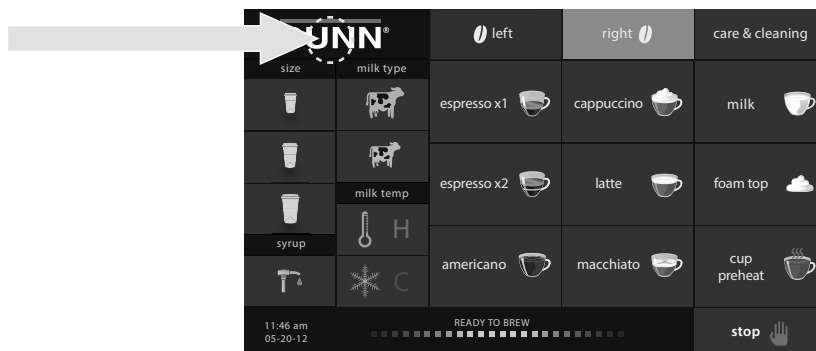 UNN®
left
right
care & cleaning
size
milk type
espresso x1
cappuccino
milk
espresso x2
latte
foam top
milk temp
H
syrup
americano
macchiato
cup
preheat
C
11:46 am
05-20-12
READY TO BREW
stop